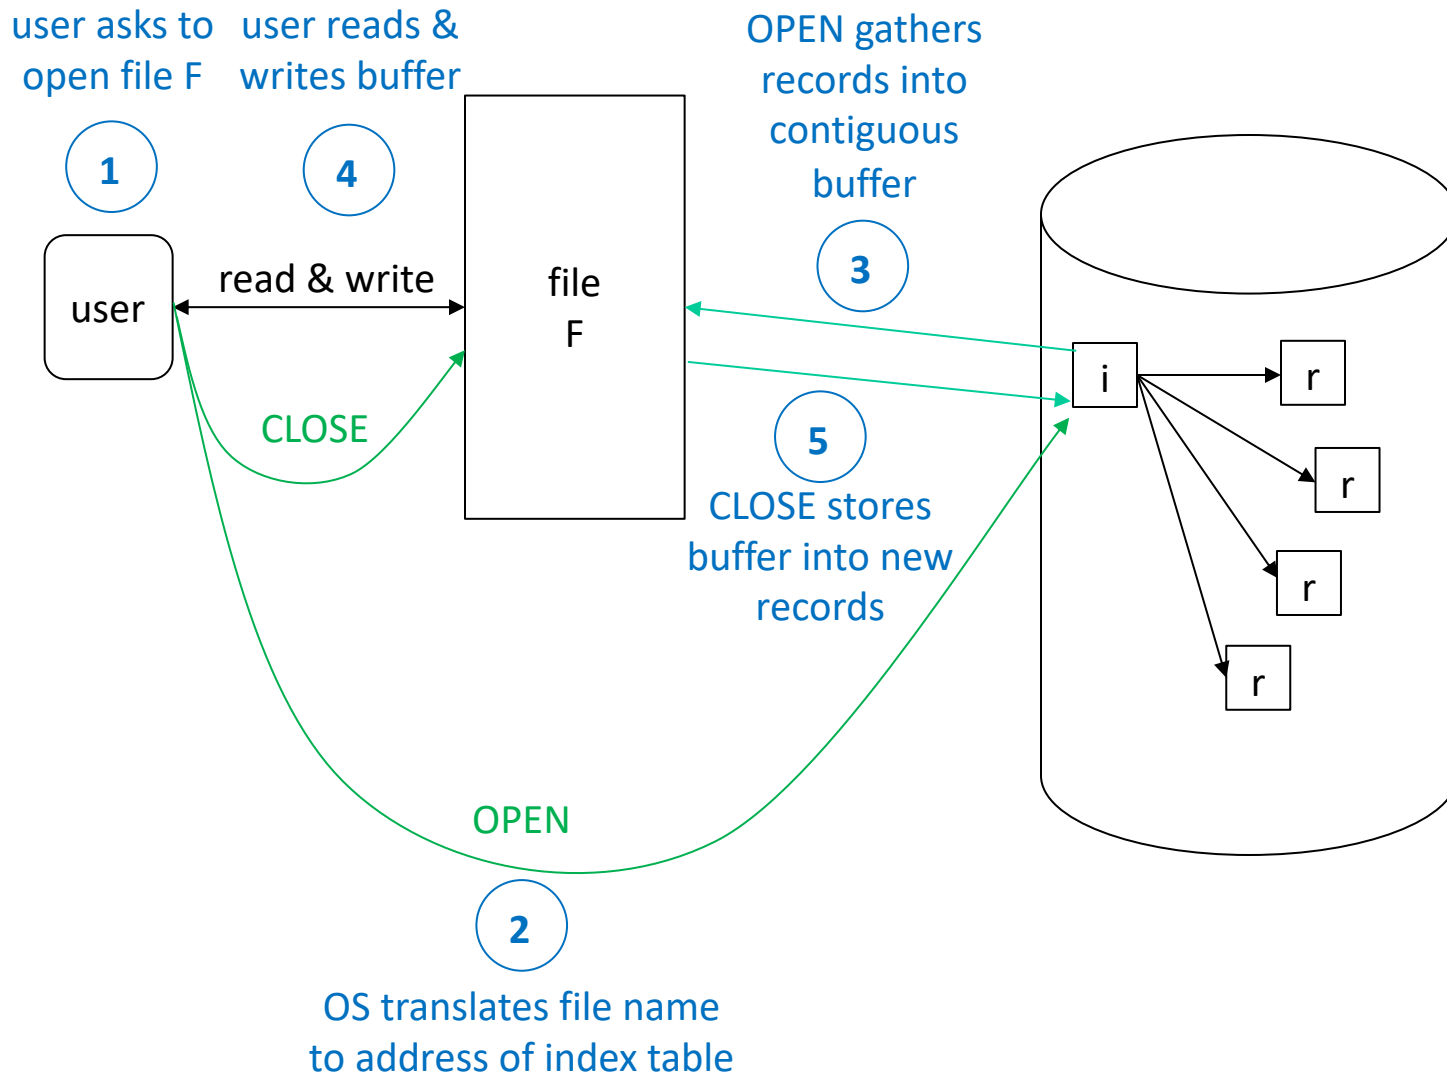 user asks to
open file F
1
user reads &
writes buffer
4
OPEN gathers
records into
contiguous
buffer
3
user
read & write
file
F
CLOSE
5
CLOSE stores
buffer into new
records
i
r
r
r
r
OPEN
2
OS translates file name
to address of index table